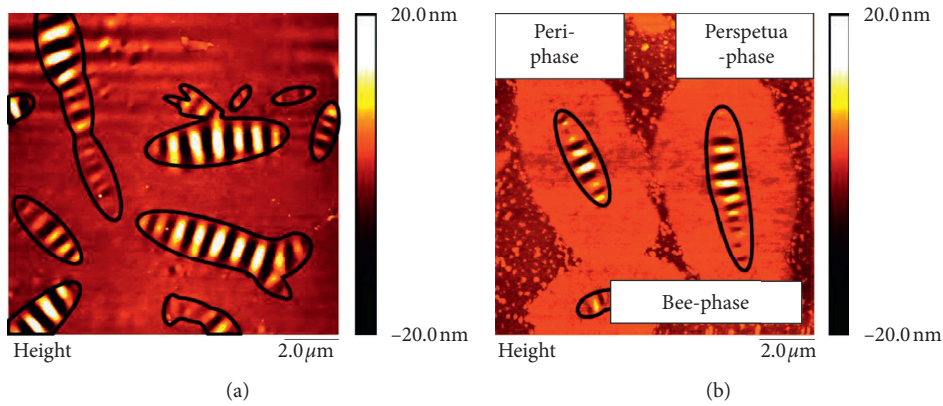 20.0 nm
−20.0 nm
Height
2.0 μm
(a)
Peri-
phase
Perspetua
-phase
Bee-phase
20.0 nm
−20.0 nm
Height
2.0 μm
(b)